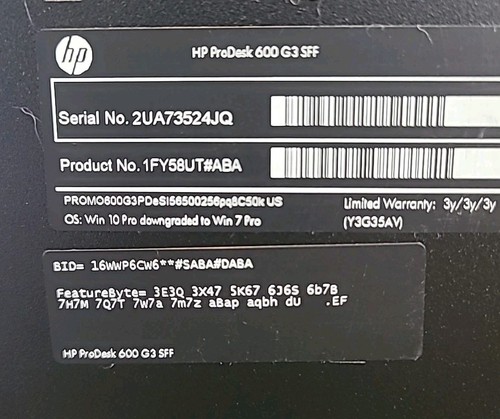 hp
HP ProDesk 600 G3 SFF
Serial No. 2UA73524JQ
Product No. 1FY58UT#ABA
PROMO600G3PDeSI56500256pq8C50k US
Limited Warranty: 3y/3y/3y
OS: Win 10 Pro downgraded to Win 7 Pro
(Y3G35AV)
BID= 16WWP6CW6**#SABA#DABA
FeatureByte= 3E3Q 3X47 5K67 6J6S 6b7B
7H7M 7Q7T 7W7a 7m7z aBap aqbh dU .EF
HP ProDesk 600 G3 SFF